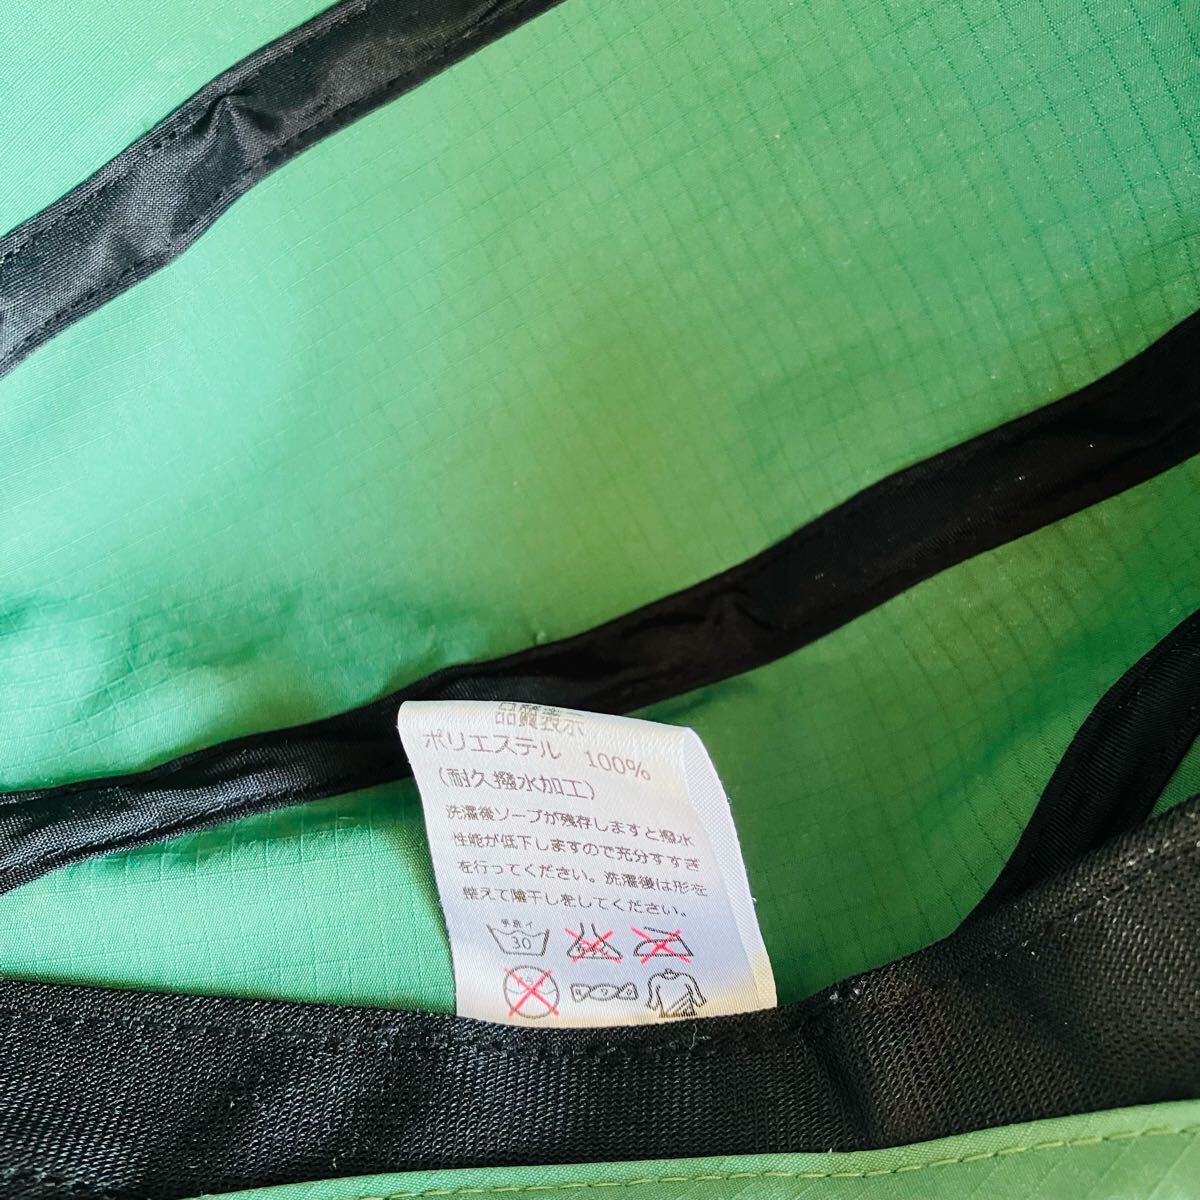 品質表示
ポリエステル 100%
(耐久撥水加工)
洗濯後ソープが残存しますと撥水
性能が低下しますので充分すすぎ
を行ってください。洗濯後は形を
整えて陰干しをしてください。
手洗イ
30